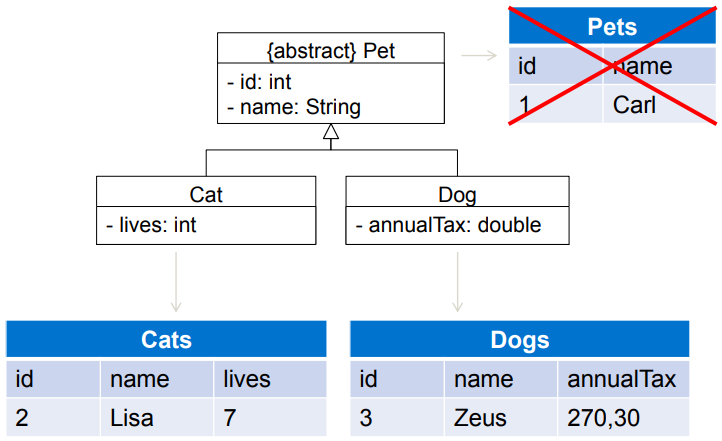 {abstract} Pet
- id: int
- name: String
Pets
id name
1 Carl
Cat
- lives: int
Dog
- annualTax: double
Cats
id name lives
2 Lisa 7
Dogs
id name annualTax
3 Zeus 270,30